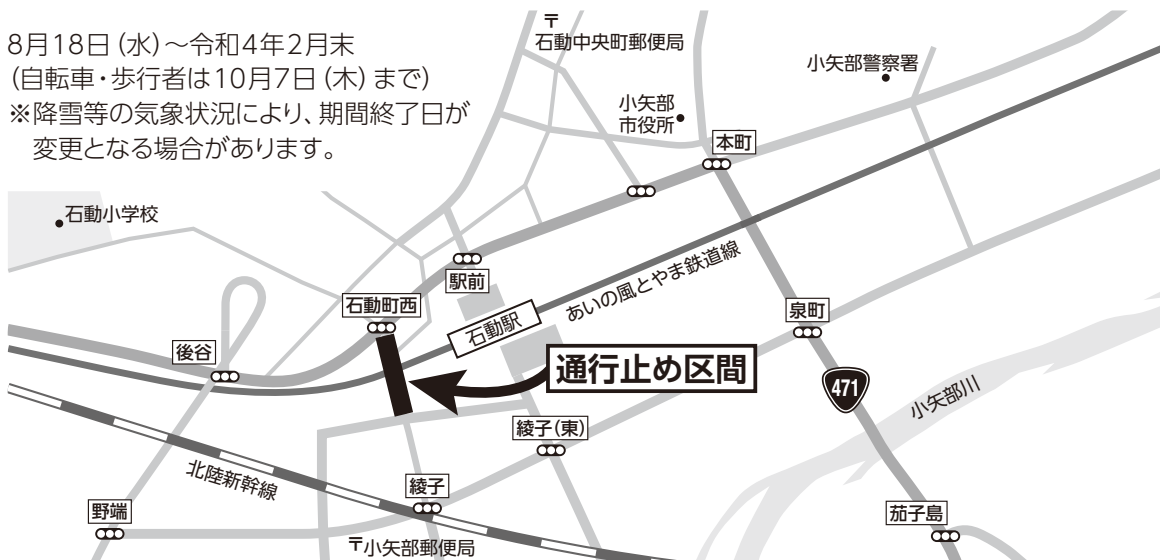 8月18日（水）～令和4年2月末
（自転車・歩行者は10月7日（木）まで）
※降雪等の気象状況により、期間終了日が
変更となる場合があります。
〒
石動中央町郵便局
小矢部警察署
小矢部
市役所
本町
石動小学校
駅前
あいの風とやま鉄道線
石動町西
石動駅
泉町
後谷
通行止め区間
471
小矢部川
綾子（東）
北陸新幹線
綾子
野端
茄子島
〒小矢部郵便局